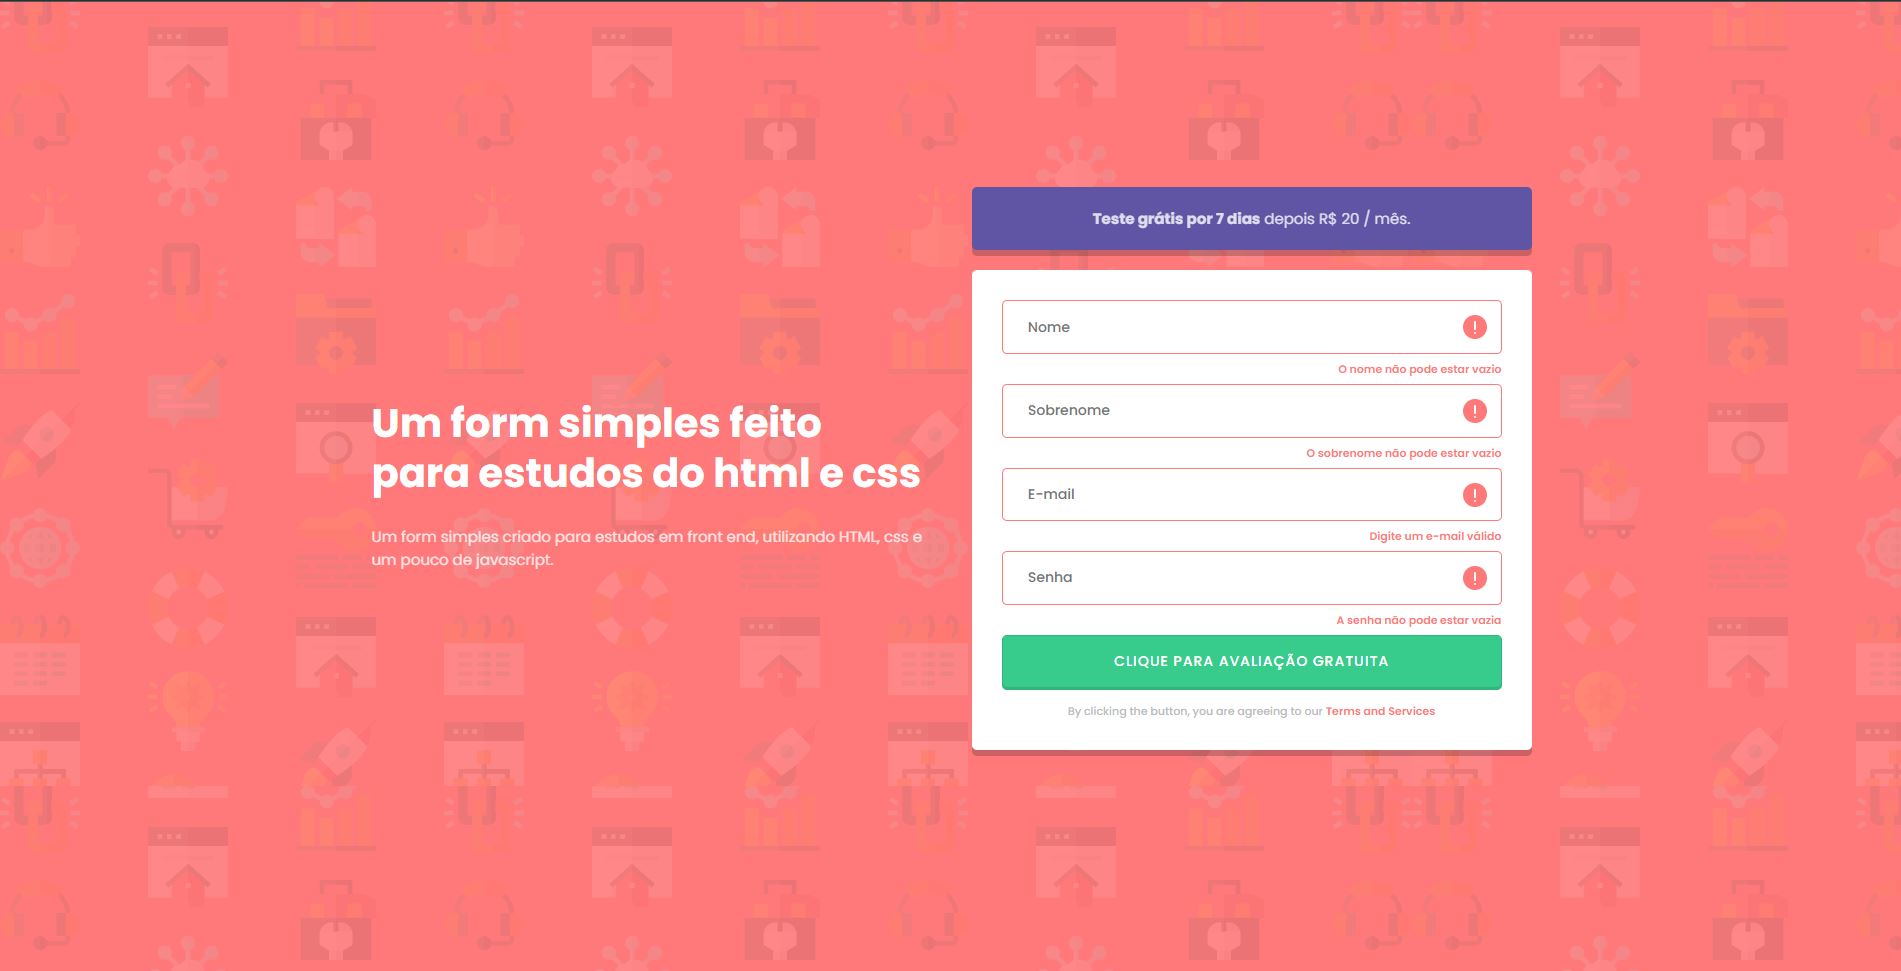 Um form simples feito
para estudos do html e css
Um form simples criado para estudos em front end, utilizando HTML, css e
um pouco de javascript.
Teste grátis por 7 dias depois R$ 20 / mês.
Nome
O nome não pode estar vazio
Sobrenome
O sobrenome não pode estar vazio
E-mail
Digite um e-mail válido
Senha
A senha não pode estar vazia
CLIQUE PARA AVALIAÇÃO GRATUITA
By clicking the button, you are agreeing to our Terms and Services